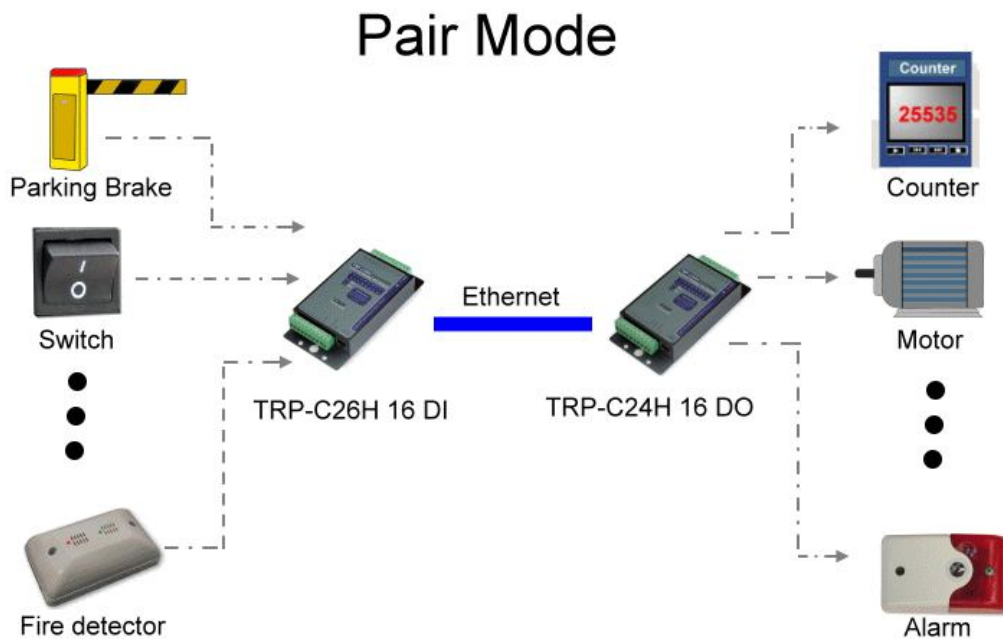 Pair Mode
Counter
25535
Parking Brake
Counter
I
O
Ethernet
Switch
Motor
TRP-C26H 16 DI
TRP-C24H 16 DO
Fire detector
Alarm